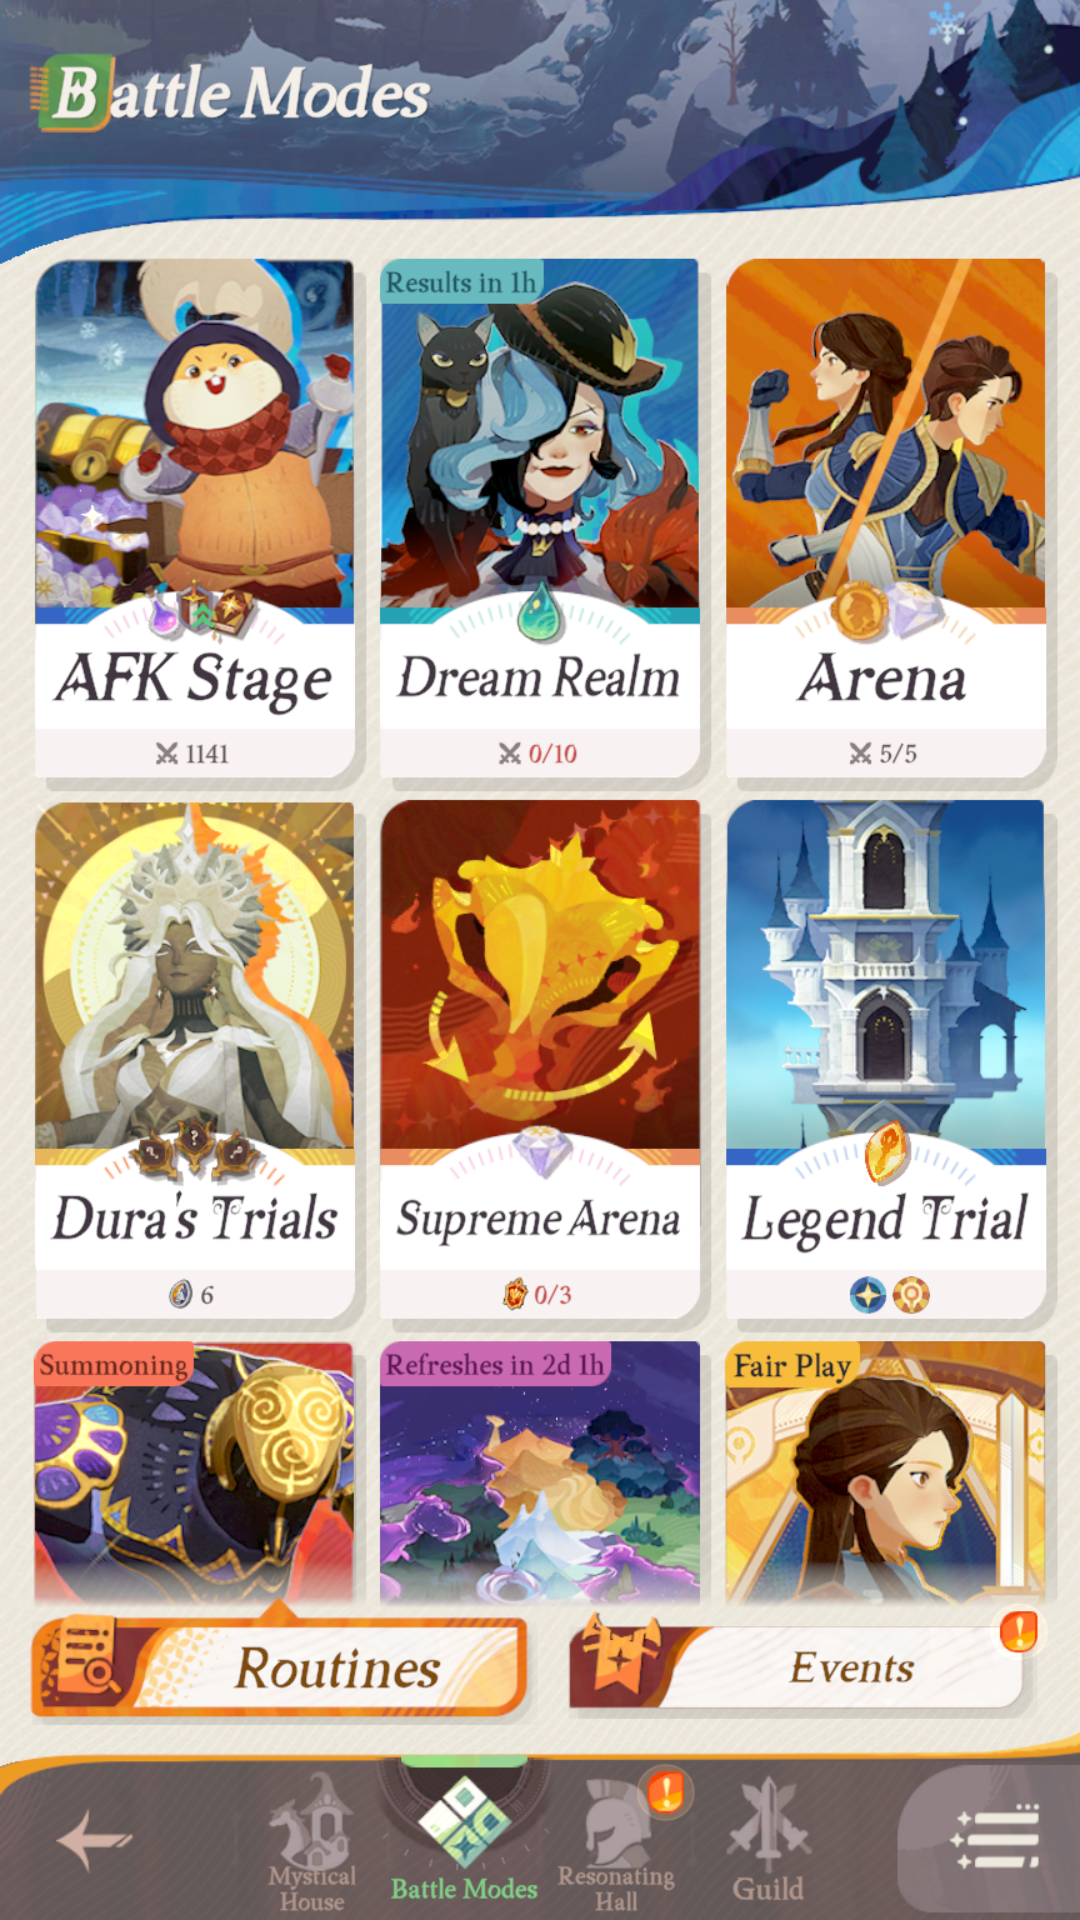 Battle Modes
Results in 1h
AFK Stage
Dream Realm
Arena
1141
0/10
5/5
Dura's Trials
Supreme Arena
Legend Trial
6
0/3
Summoning
Refreshes in 2d 1h
Fair Play
Routines
Events
Mystical
House
Battle Modes
Resonating
Hall
Guild